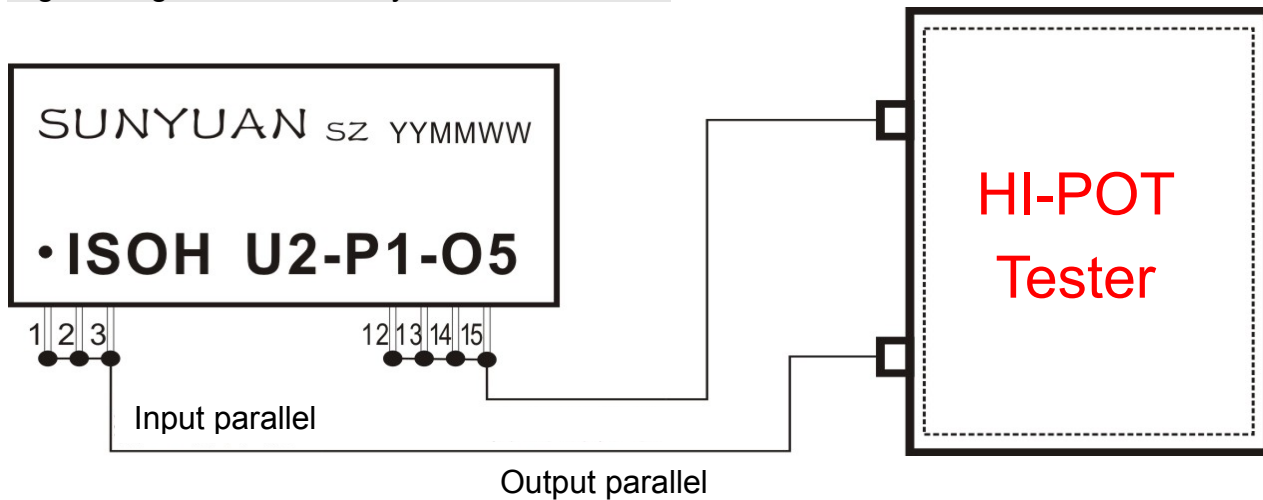 SUNYUAN SZ YYMMWW
•ISOH U2-P1-O5
1 2 3 12 13 14 15
Input parallel
Output parallel
HI-POT
Tester